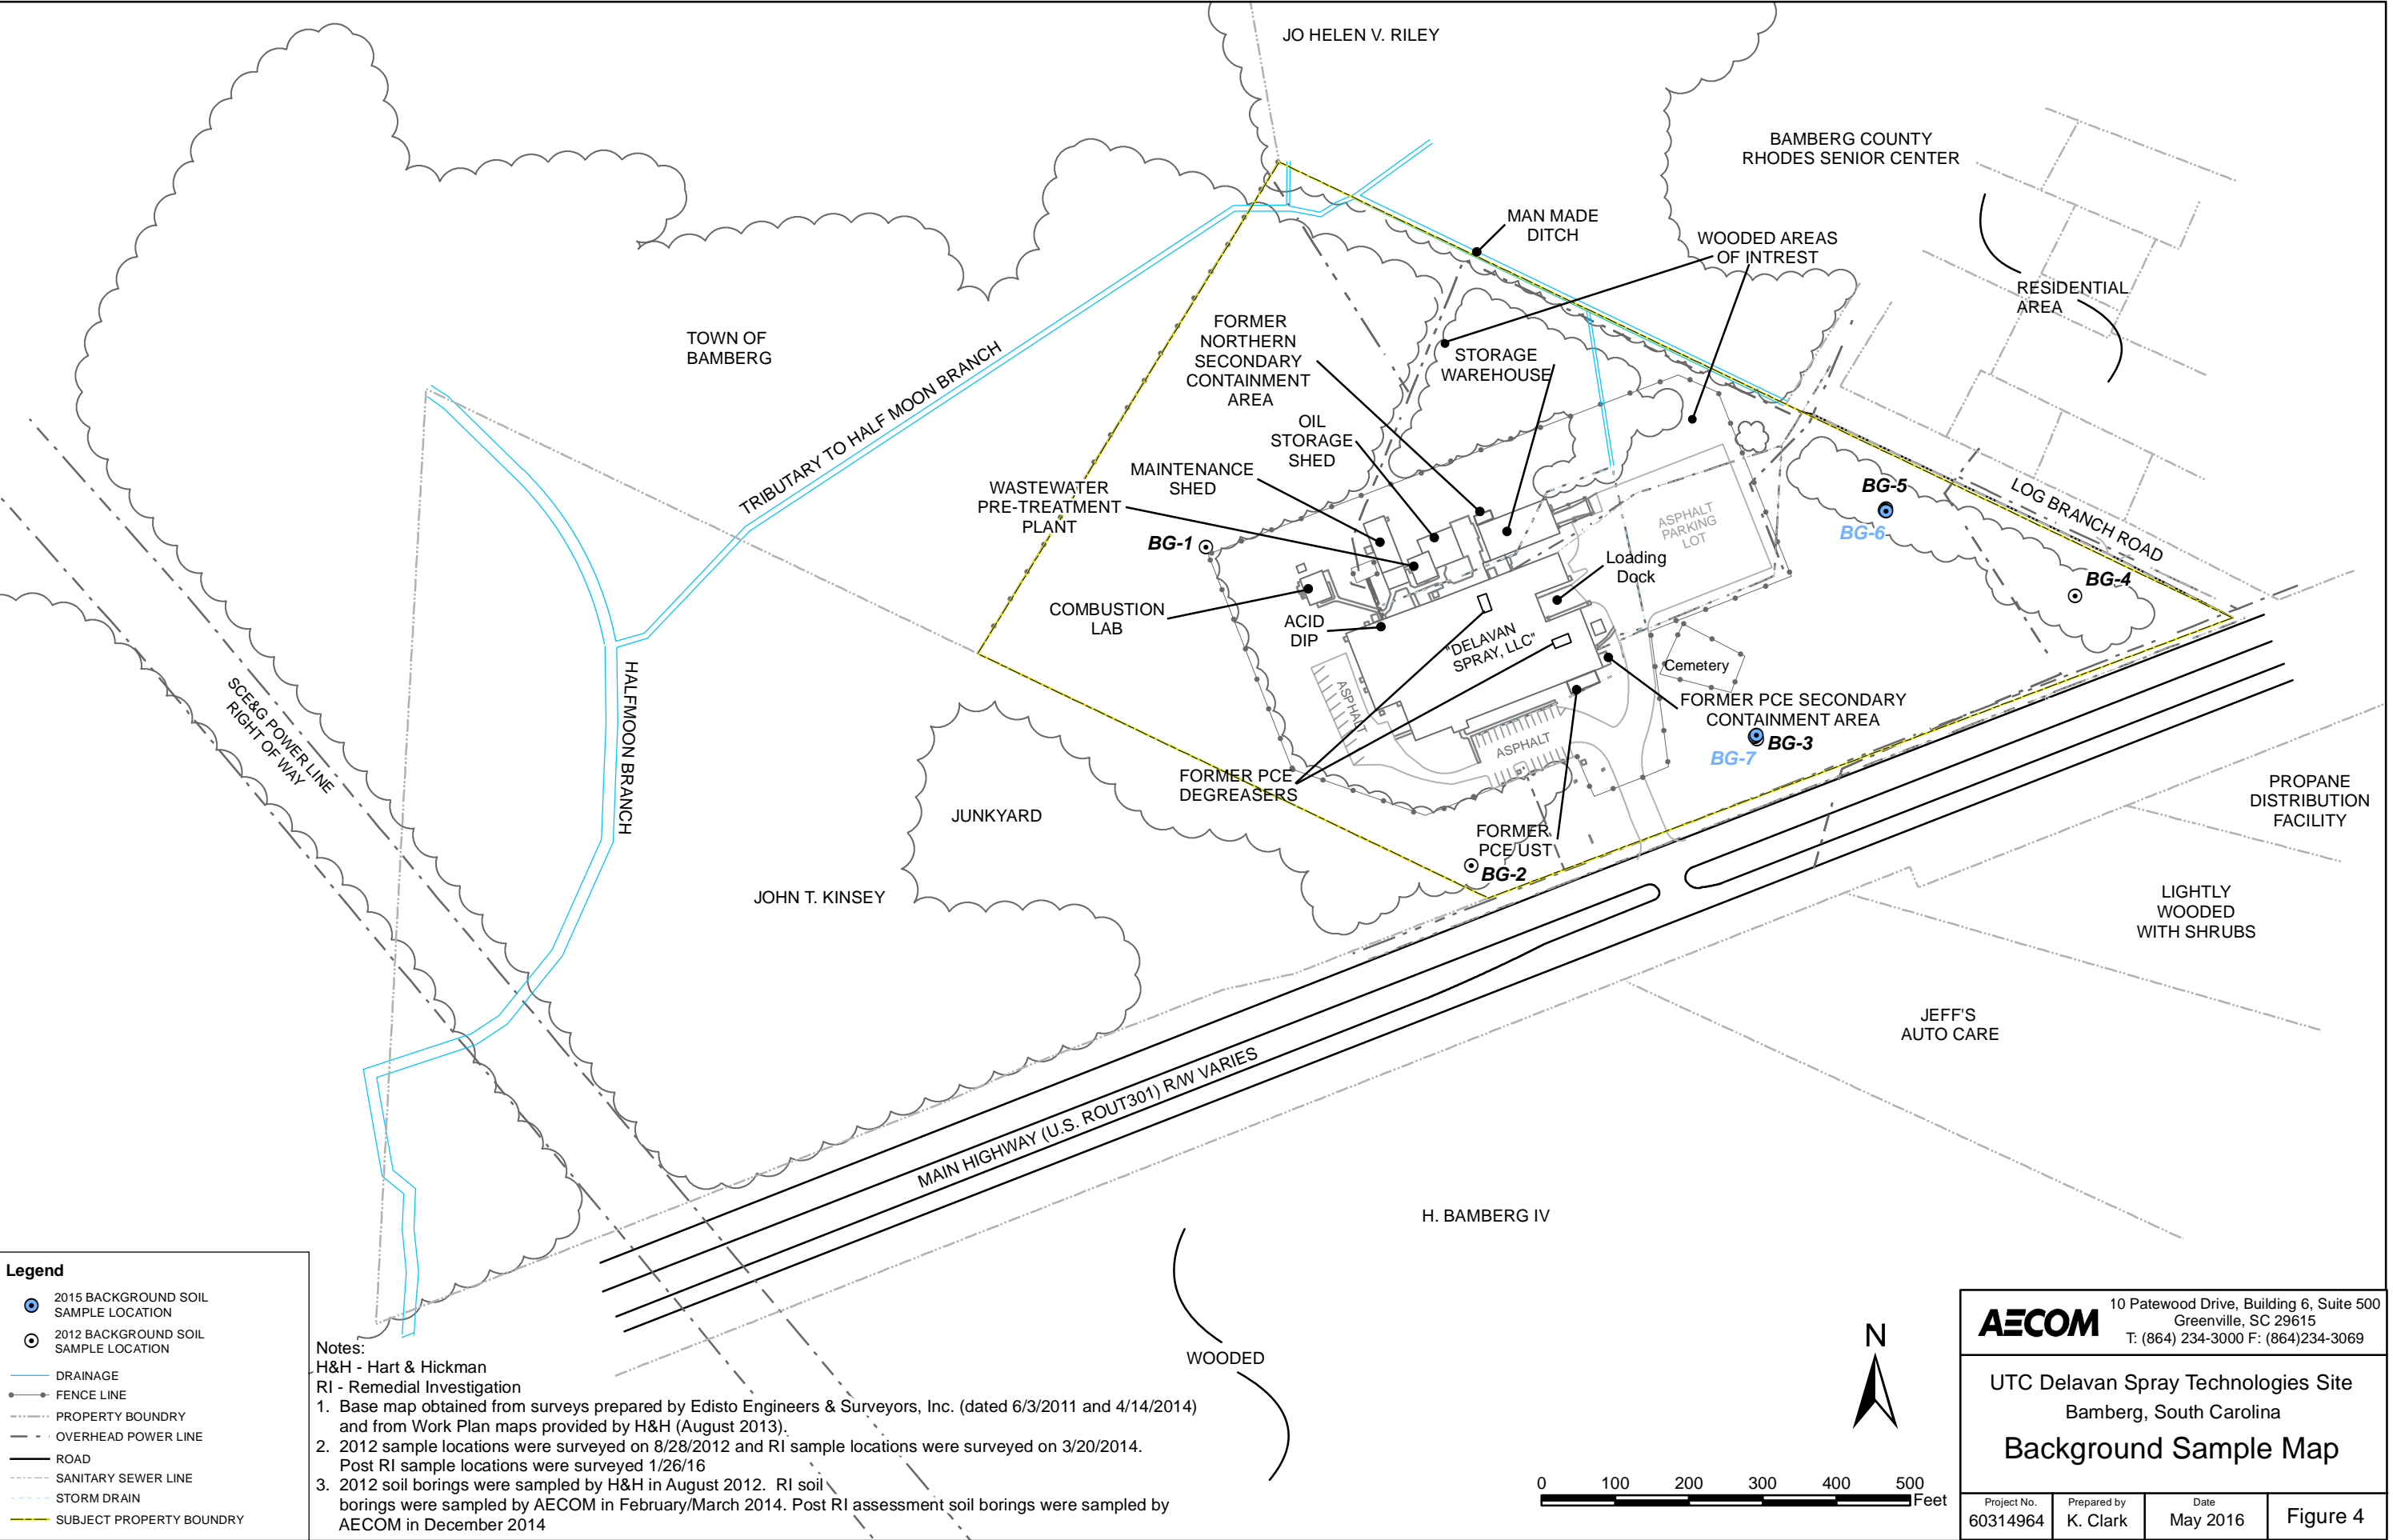 JO HELEN V. RILEY
BAMBERG COUNTY
RHODES SENIOR CENTER
MAN MADE
DITCH
WOODED AREAS
OF INTREST
RESIDENTIAL
AREA
TOWN OF
BAMBERG
FORMER
NORTHERN
SECONDARY
CONTAINMENT
AREA
STORAGE
WAREHOUSE
OIL
STORAGE
SHED
MAINTENANCE
SHED
WASTEWATER
PRE-TREATMENT
PLANT
TRIBUTARY TO HALF MOON BRANCH
BG-1
BG-5
BG-6
LOG BRANCH ROAD
ASPHALT
PARKING
LOT
Loading
Dock
BG-4
COMBUSTION
LAB
ACID
DIP
"DELAVAN
SPRAY, LLC"
Cemetery
ASPHALT
FORMER PCE SECONDARY
CONTAINMENT AREA
BG-3
BG-7
ASPHALT
FORMER PCE
DEGREASERS
HALFMOON BRANCH
SCE&G POWER LINE
RIGHT OF WAY
JUNKYARD
FORMER
PCE UST
BG-2
PROPANE
DISTRIBUTION
FACILITY
JOHN T. KINSEY
LIGHTLY
WOODED
WITH SHRUBS
JEFF'S
AUTO CARE
MAIN HIGHWAY (U.S. ROUT301) R/W VARIES
H. BAMBERG IV
WOODED
Legend
2015 BACKGROUND SOIL
SAMPLE LOCATION
2012 BACKGROUND SOIL
SAMPLE LOCATION
DRAINAGE
FENCE LINE
PROPERTY BOUNDRY
OVERHEAD POWER LINE
ROAD
SANITARY SEWER LINE
STORM DRAIN
SUBJECT PROPERTY BOUNDRY
Notes:
H&H - Hart & Hickman
RI - Remedial Investigation
1. Base map obtained from surveys prepared by Edisto Engineers & Surveyors, Inc. (dated 6/3/2011 and 4/14/2014)
and from Work Plan maps provided by H&H (August 2013).
2. 2012 sample locations were surveyed on 8/28/2012 and RI sample locations were surveyed on 3/20/2014.
Post RI sample locations were surveyed 1/26/16
3. 2012 soil borings were sampled by H&H in August 2012. RI soil
borings were sampled by AECOM in February/March 2014. Post RI assessment soil borings were sampled by
AECOM in December 2014
N
0 100 200 300 400 500
Feet
AECOM
10 Patewood Drive, Building 6, Suite 500
Greenville, SC 29615
T: (864) 234-3000 F: (864)234-3069
UTC Delavan Spray Technologies Site
Bamberg, South Carolina
Background Sample Map
Project No.
60314964
Prepared by
K. Clark
Date
May 2016
Figure 4